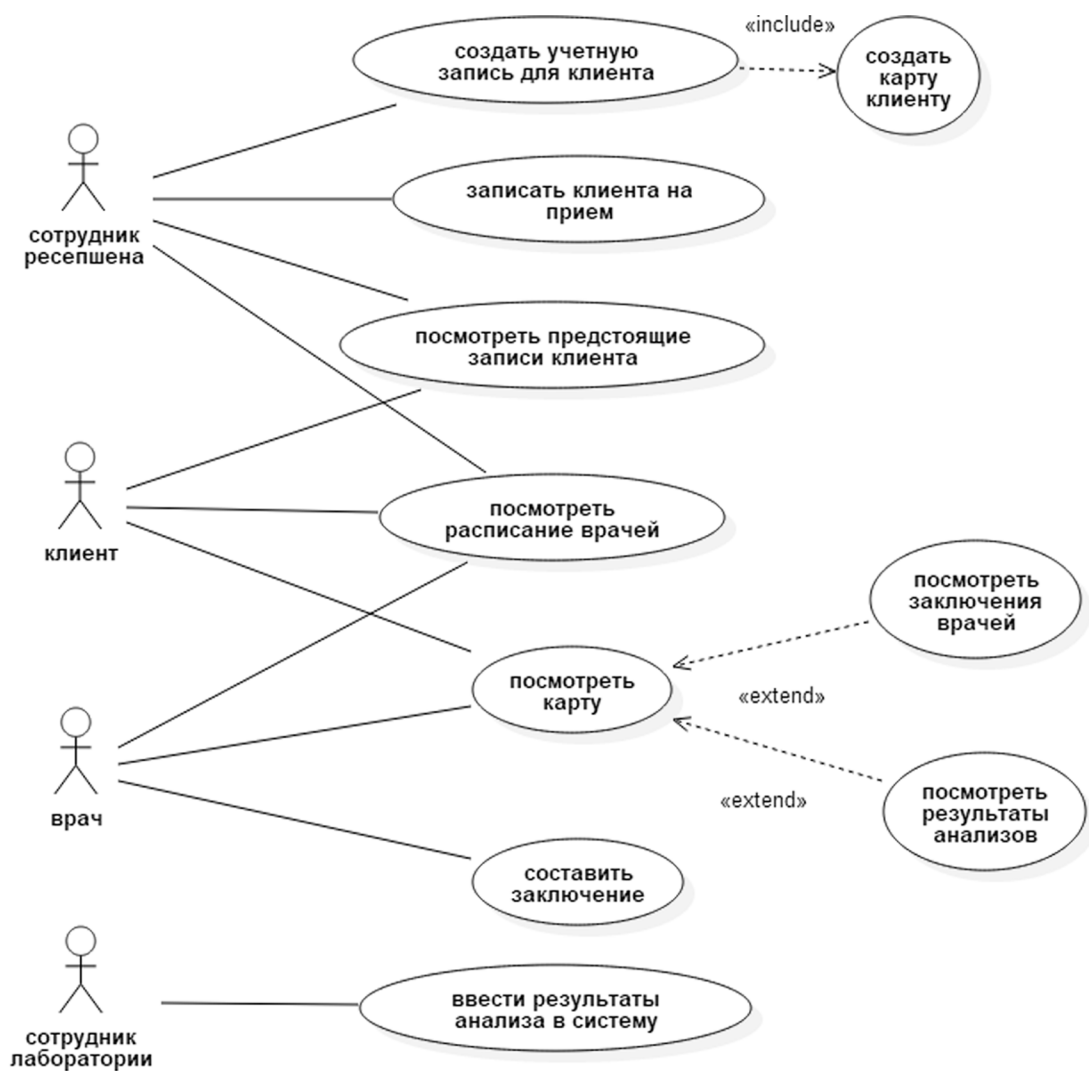 «include»
создать учетную
запись для клиента
создать
карту
клиенту
записать клиента на
прием
сотрудник
ресепшена
посмотреть предстоящие
записи клиента
посмотреть
расписание врачей
клиент
посмотреть
заключения
врачей
посмотреть
карту
«extend»
«extend»
посмотреть
результаты
анализов
врач
составить
заключение
ввести результаты
анализа в систему
сотрудник
лаборатории